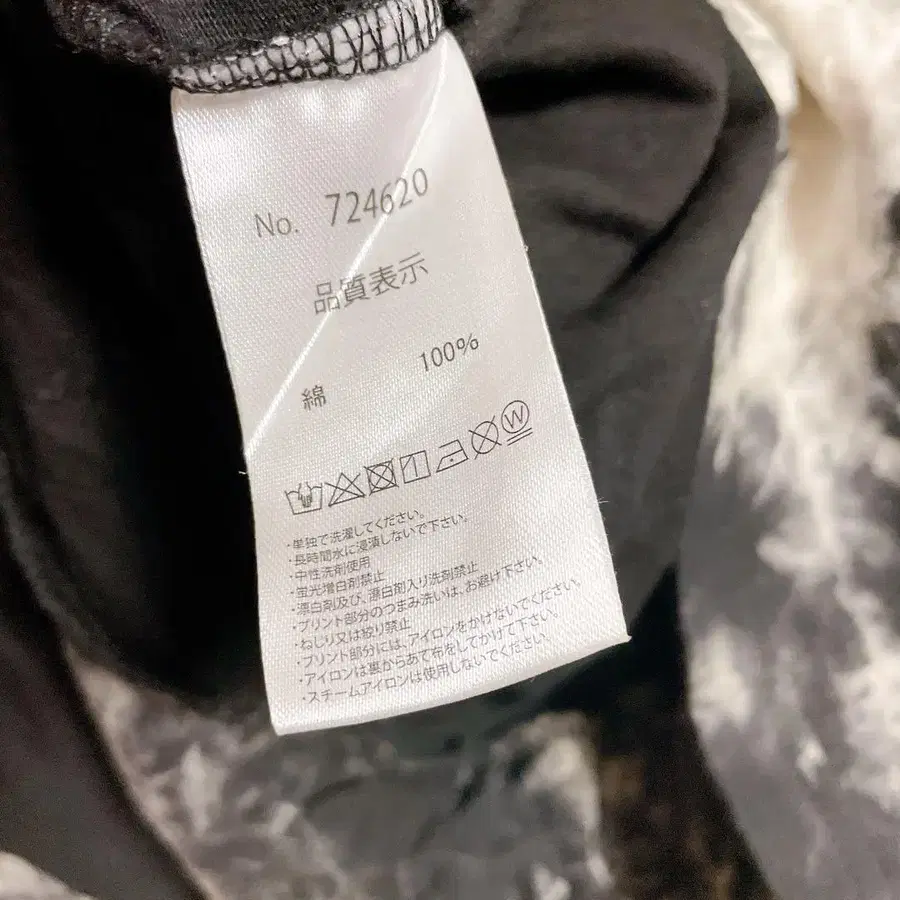 No. 724620
品質表示
綿 100%
W
・単独で洗濯してください。
・長時間水に浸漬しないで下さい。
・中性洗剤使用
・蛍光増白剤禁止
・漂白剤及び、漂白剤入り洗剤禁止
・プリント部分のつまみ洗いは、お避け下さい。
・ねじり又は絞り禁止
・プリント部分には、アイロンをかけないでください。
・アイロンは裏からあて布をしてかけて下さい。
・スチームアイロンは使用しないでください。